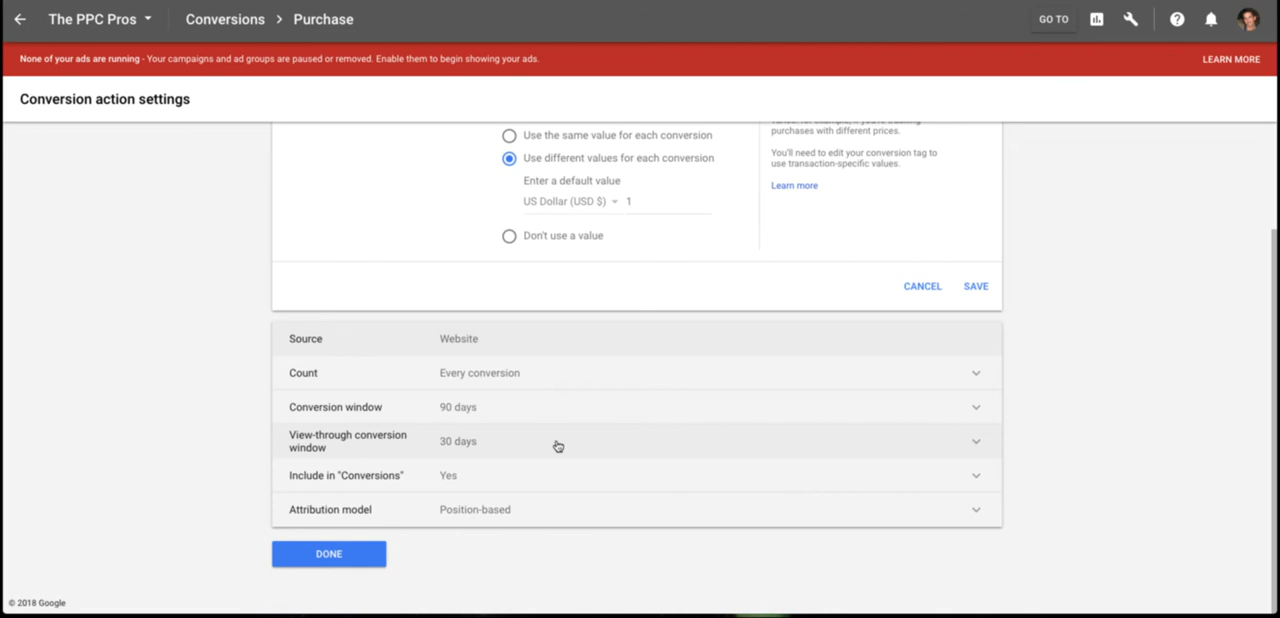 The PPC Pros
Conversions > Purchase
GO TO
None of your ads are running - Your campaigns and ad groups are paused or removed. Enable them to begin showing your ads.
LEARN MORE
Conversion action settings
Use the same value for each conversion
Use different values for each conversion
Enter a default value
US Dollar (USD $) 1
Don't use a value
purchases with different prices.
You'll need to edit your conversion tag to
use transaction-specific values.
Learn more
CANCEL SAVE
Source Website
Count Every conversion
Conversion window 90 days
View-through conversion
window 30 days
Include in "Conversions" Yes
Attribution model Position-based
DONE
© 2018 Google